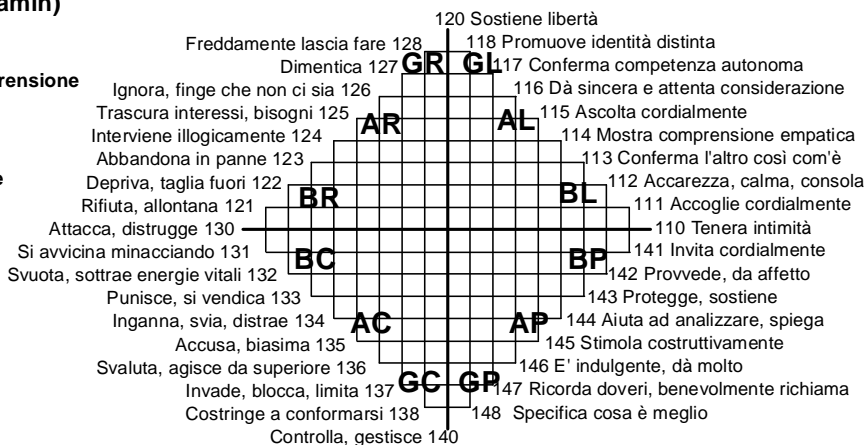 amin)
120 Sostiene libertà
Freddamente lascia fare 128
118 Promuove identità distinta
Dimentica 127
GR
GL
117 Conferma competenza autonoma
rensione
Ignora, finge che non ci sia 126
116 Dà sincera e attenta considerazione
Trascura interessi, bisogni 125
AR
AL
115 Ascolta cordialmente
Interviene illogicamente 124
114 Mostra comprensione empatica
Abbandona in panne 123
113 Conferma l'altro così com'è
e
Depriva, taglia fuori 122
BR
BL
112 Accarezza, calma, consola
Rifiuta, allontana 121
111 Accoglie cordialmente
Attacca, distrugge 130
110 Tenera intimità
Si avvicina minacciando 131
BC
BP
141 Invita cordialmente
Svuota, sottrae energie vitali 132
142 Provvede, da affetto
Punisce, si vendica 133
143 Protegge, sostiene
Inganna, svia, distrae 134
AC
AP
144 Aiuta ad analizzare, spiega
Accusa, biasima 135
145 Stimola costruttivamente
Svaluta, agisce da superiore 136
146 E' indulgente, dà molto
Invade, blocca, limita 137
GC
GP
147 Ricorda doveri, benevolmente richiama
Costringe a conformarsi 138
148 Specifica cosa è meglio
Controlla, gestisce 140